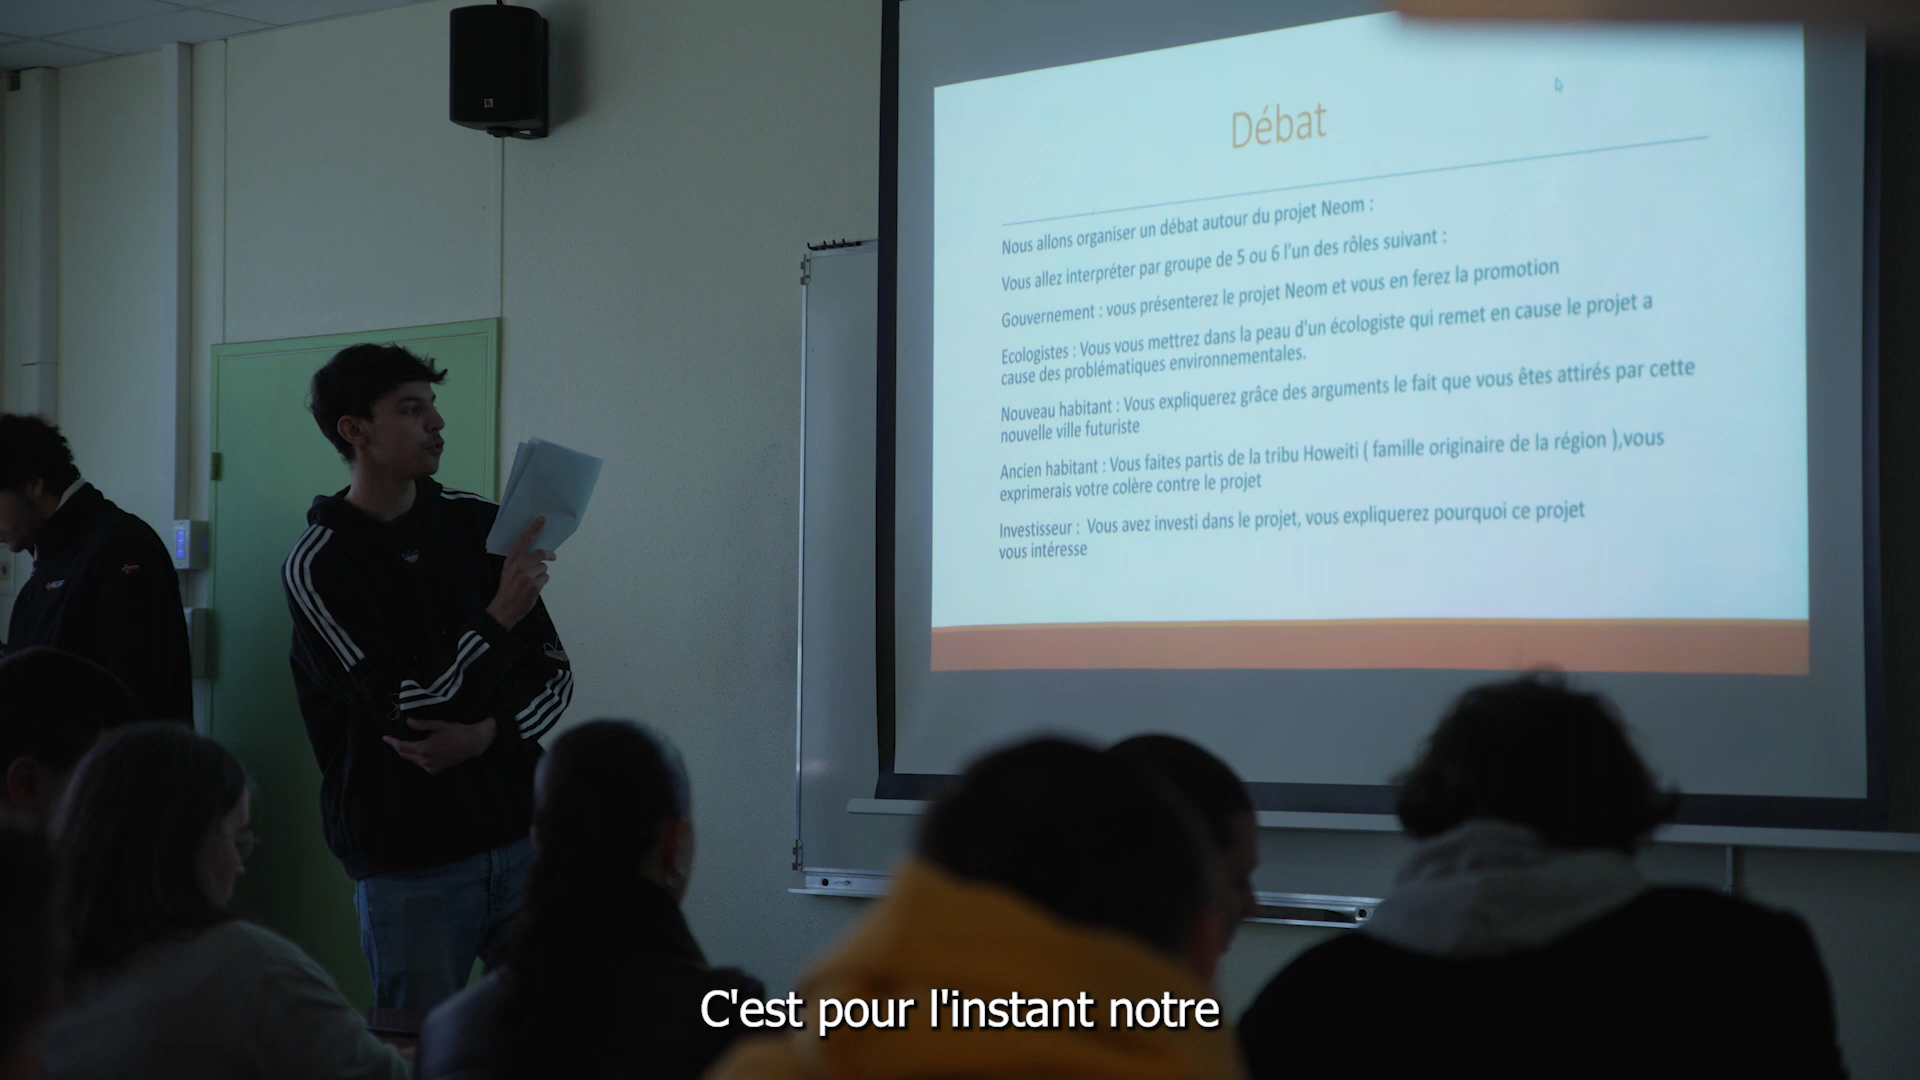 Débat
Nous allons organiser un débat autour du projet Neom :
Vous allez interpréter par groupe de 5 ou 6 l'un des rôles suivant :
Gouvernement : vous présenterez le projet Neom et vous en ferez la promotion
Ecologistes : Vous vous mettrez dans la peau d'un écologiste qui remet en cause le projet a
cause des problématiques environnementales.
Nouveau habitant : Vous expliquerez grâce des arguments le fait que vous êtes attirés par cette
nouvelle ville futuriste
Ancien habitant : Vous faites partis de la tribu Howeiti ( famille originaire de la région ),vous
exprimerais votre colère contre le projet
Investisseur : Vous avez investi dans le projet, vous expliquerez pourquoi ce projet
vous intéresse
C'est pour l'instant notre